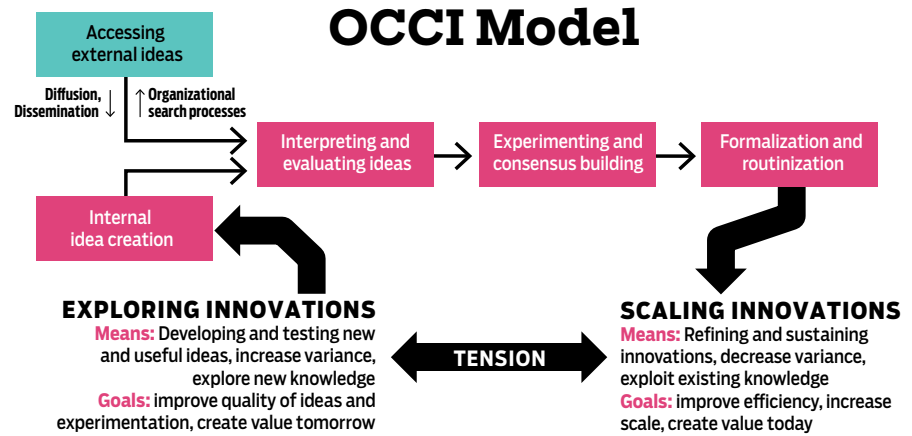 OCCI Model
Accessing
external ideas
Diffusion,
Dissemination
Organizational
search processes
Interpreting and
evaluating ideas
Experimenting and
consensus building
Formalization and
routinization
Internal
idea creation
EXPLORING INNOVATIONS
Means: Developing and testing new
and useful ideas, increase variance,
explore new knowledge
Goals: improve quality of ideas and
experimentation, create value tomorrow
TENSION
SCALING INNOVATIONS
Means: Refining and sustaining
innovations, decrease variance,
exploit existing knowledge
Goals: improve efficiency, increase
scale, create value today